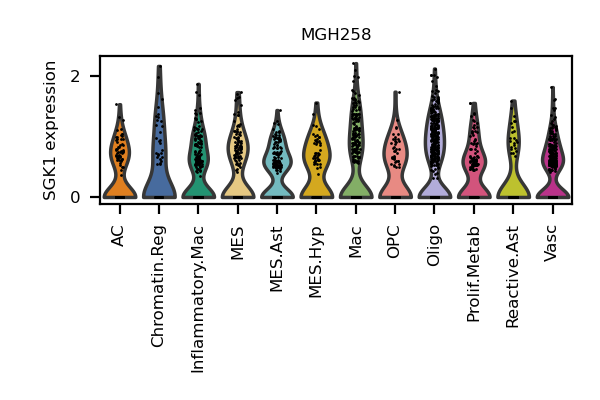 MGH258
SGK1 expression
2
0
AC
Chromatin.Reg
Inflammatory.Mac
MES
MES.Ast
MES.Hyp
Mac
OPC
Oligo
Prolif.Metab
Reactive.Ast
Vasc